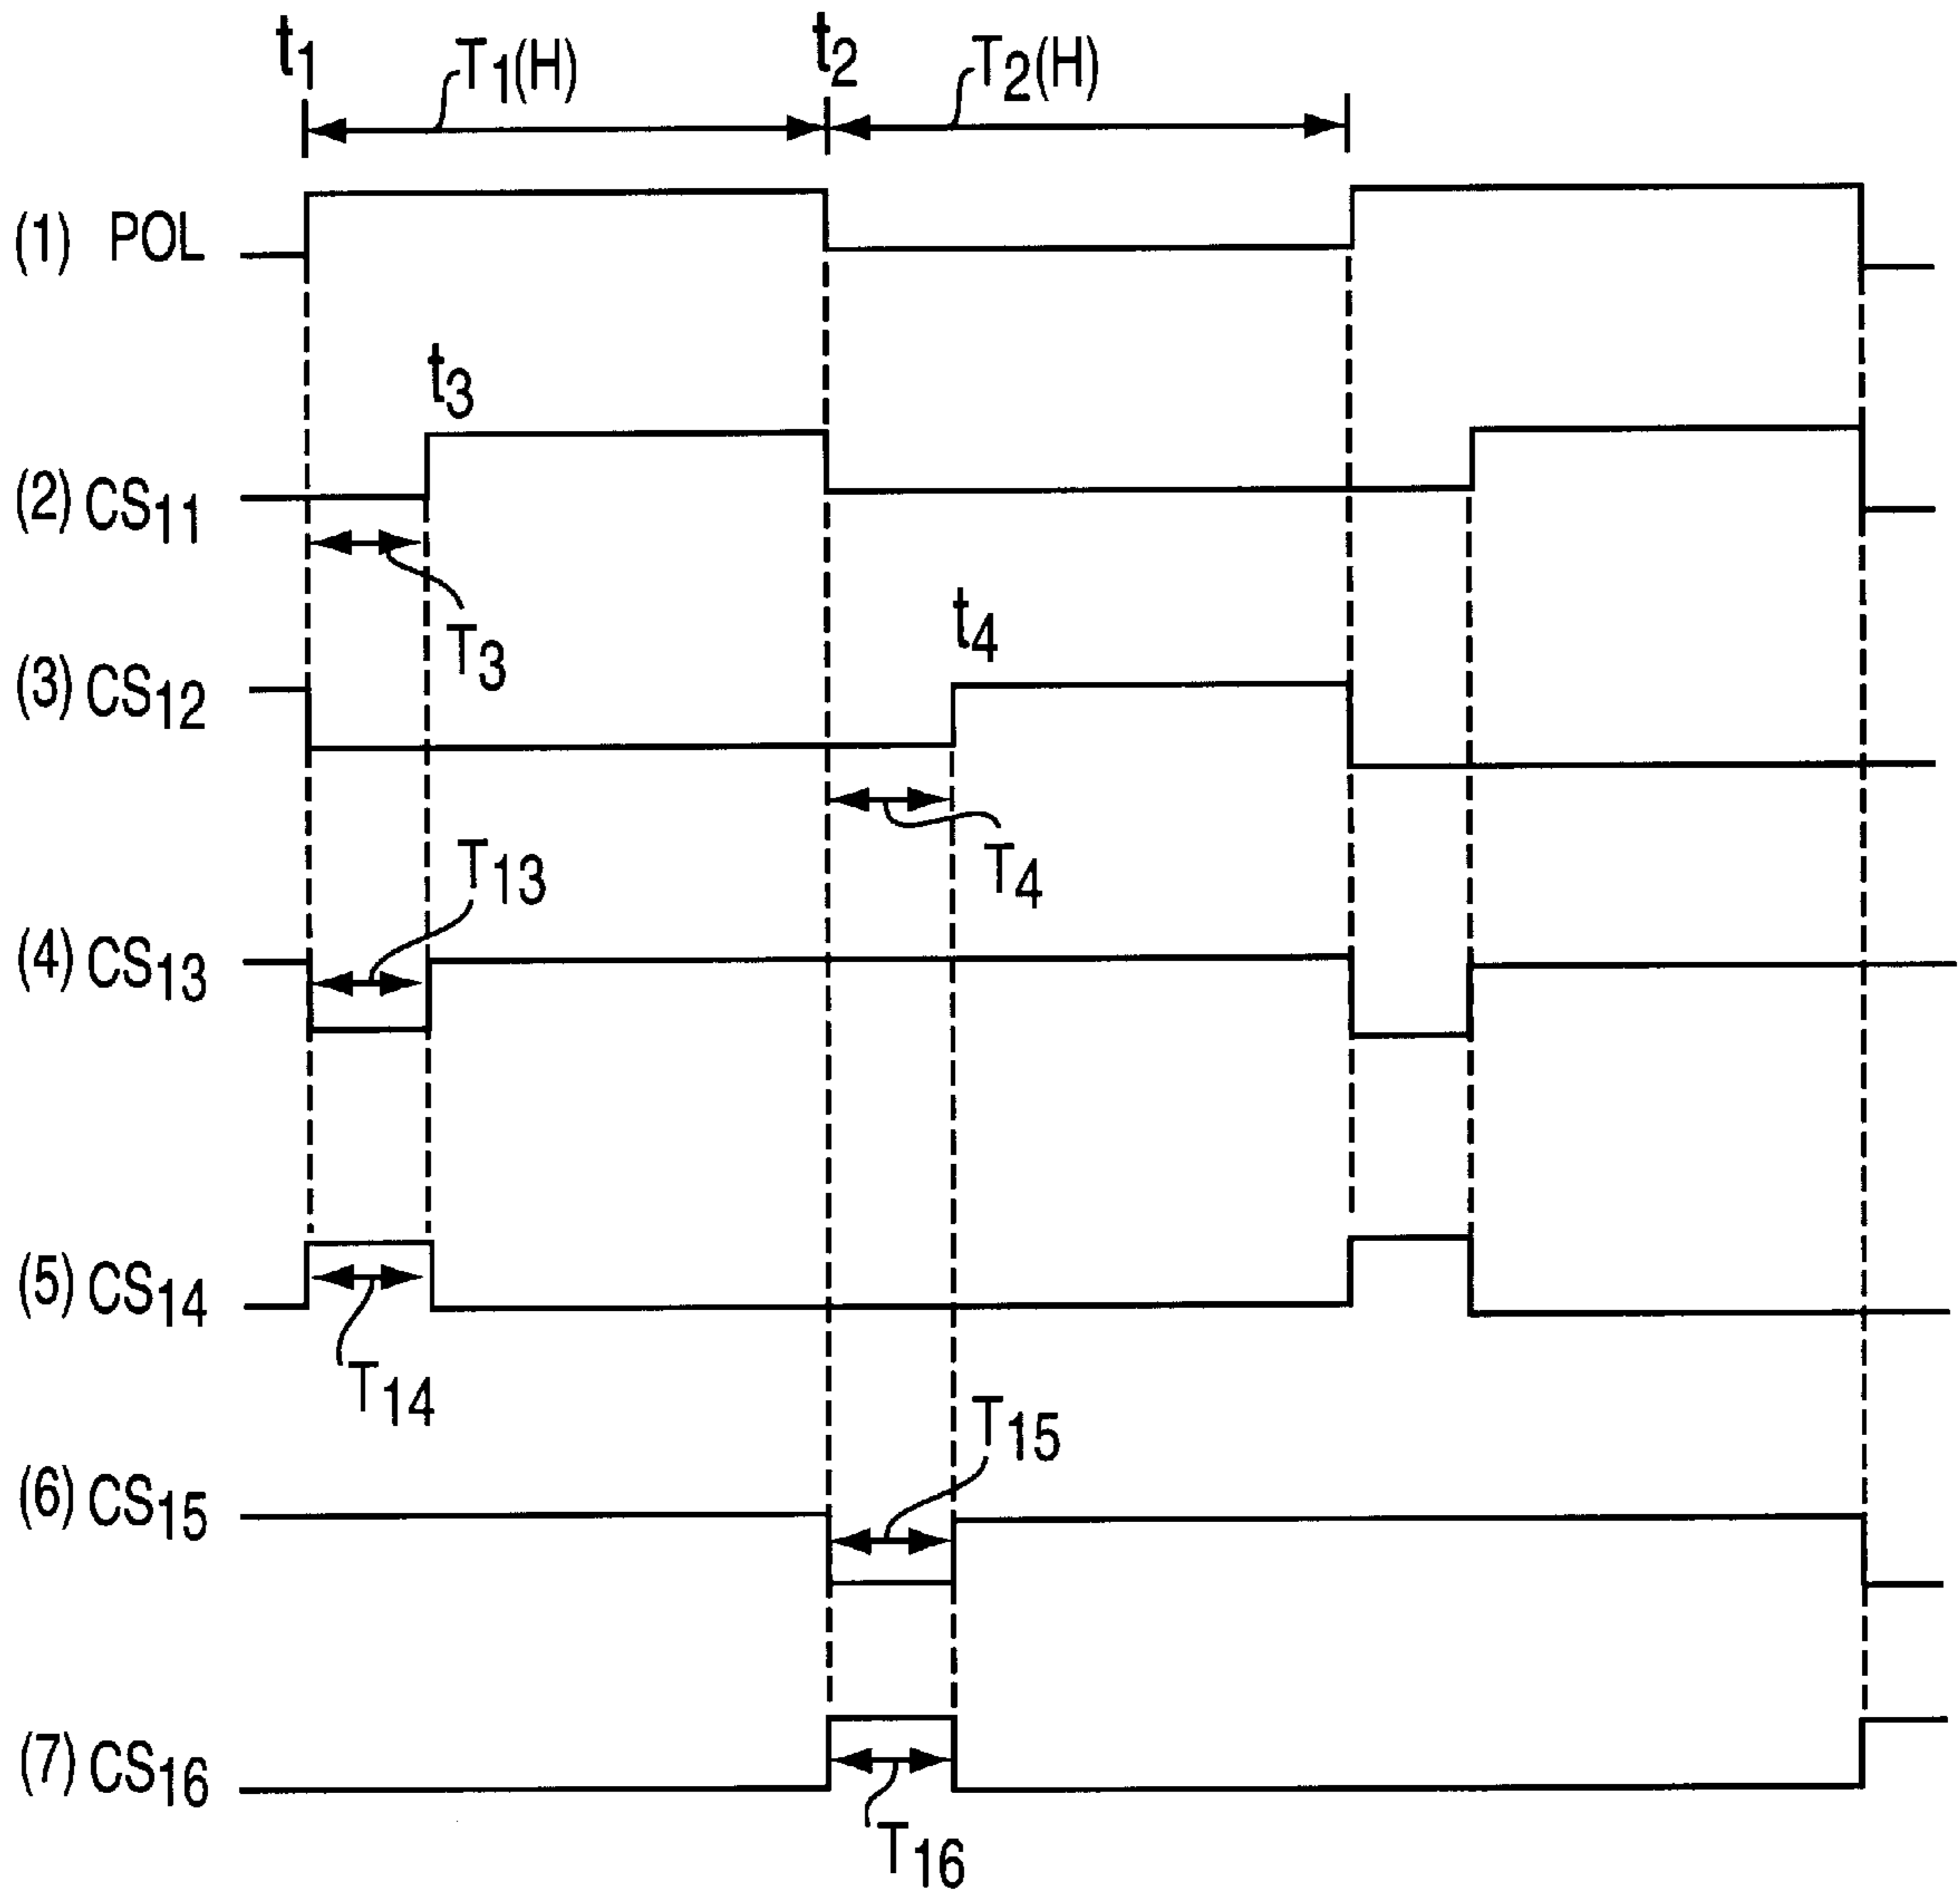 t1 T1(H) t2 T2(H)
(1) POL
t3
(2) CS11
T3
t4
(3) CS12
T4
T13
(4) CS13
(5) CS14
T14
T15
(6) CS15
(7) CS16
T16